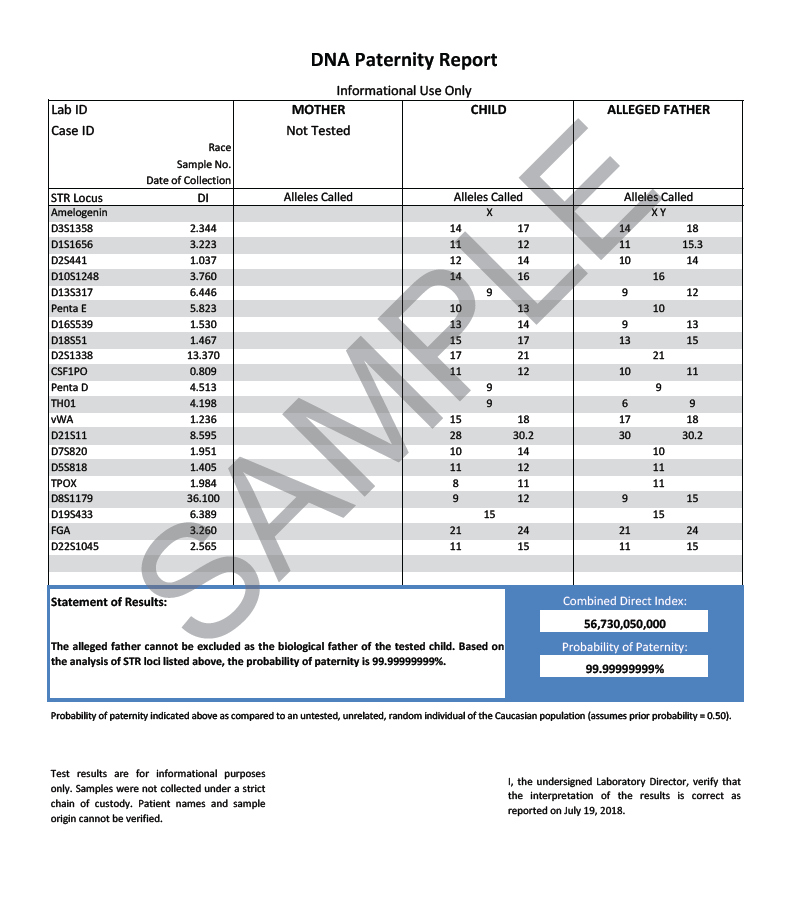 DNA Paternity Report
Informational Use Only
Lab ID MOTHER CHILD ALLEGED FATHER
Case ID Not Tested
Race
Sample No.
Date of Collection
STR Locus DI Alleles Called Alleles Called Alleles Called
Amelogenin X X Y
D3S1358 2.344 14 17 14 18
D1S1656 3.223 11 12 11 15.3
D2S441 1.037 12 14 10 14
D10S1248 3.760 14 16 16
D13S317 6.446 9 9 12
Penta E 5.823 10 13 10
D16S539 1.530 13 14 9 13
D18S51 1.467 15 17 13 15
D2S1338 13.370 17 21 21
CSF1PO 0.809 11 12 10 11
Penta D 4.513 9 9
TH01 4.198 9 6 9
vWA 1.236 15 18 17 18
D21S11 8.595 28 30.2 30 30.2
D7S820 1.951 10 14 10
D5S818 1.405 11 12 11
TPOX 1.984 8 11 11
D8S1179 36.100 9 12 9 15
D19S433 6.389 15 15
FGA 3.260 21 24 21 24
D22S1045 2.565 11 15 11 15
SAMPLE
Statement of Results:
The alleged father cannot be excluded as the biological father of the tested child. Based on
the analysis of STR loci listed above, the probability of paternity is 99.99999999%.
Combined Direct Index:
56,730,050,000
Probability of Paternity:
99.99999999%
Probability of paternity indicated above as compared to an untested, unrelated, random individual of the Caucasian population (assumes prior probability = 0.50).
Test results are for informational purposes
only. Samples were not collected under a strict
chain of custody. Patient names and sample
origin cannot be verified.
I, the undersigned Laboratory Director, verify that
the interpretation of the results is correct as
reported on July 19, 2018.